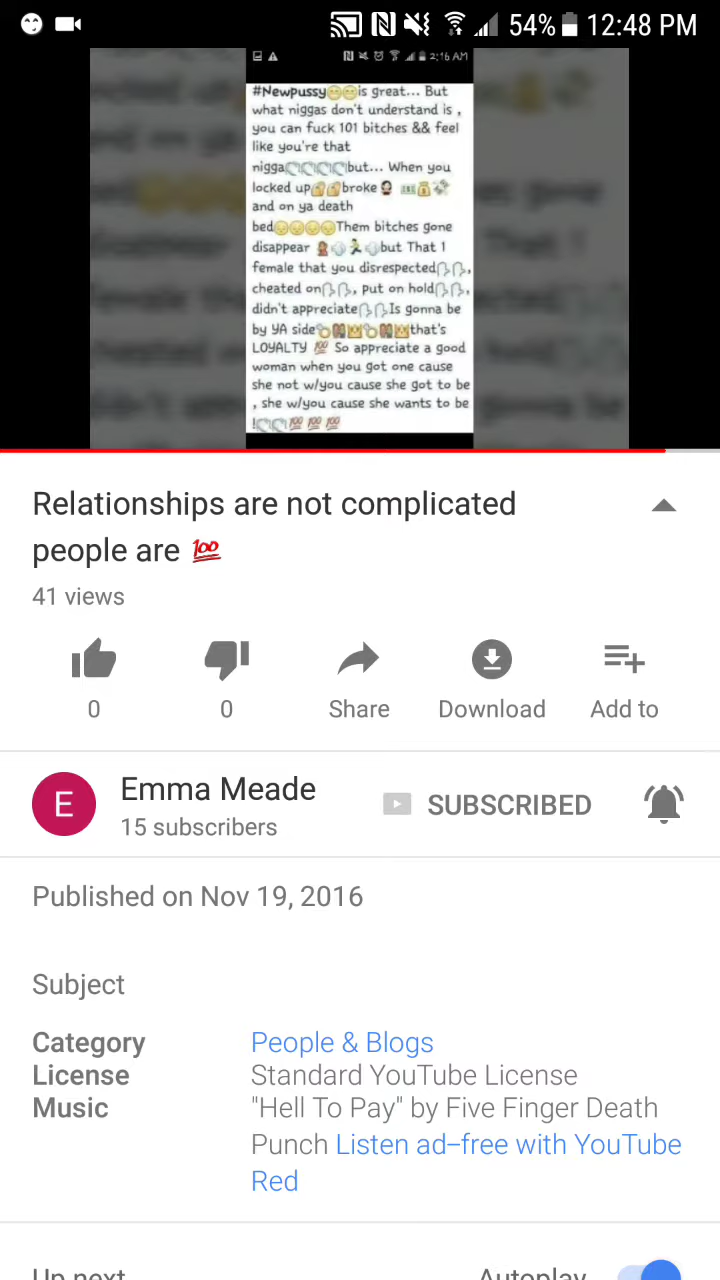 54% 12:48 PM
2:16 AM
#Newpussy😁😁is great... But
what niggas don't understand is ,
you can fuck 101 bitches && feel
like you're that
nigga but... When you
locked up broke
and on ya death
bed😔😔😔😔Them bitches gone
disappear but That 1
female that you disrespected ,
cheated on , put on hold ,
didn't appreciate Is gonna be
by YA side that's
LOYALTY 💯 So appreciate a good
woman when you got one cause
she not w/you cause she got to be
, she w/you cause she wants to be
! 💯 💯 💯
Relationships are not complicated
people are 💯
41 views
0 0 Share Download Add to
E Emma Meade SUBSCRIBED
15 subscribers
Published on Nov 19, 2016
Subject
Category People & Blogs
License Standard YouTube License
Music "Hell To Pay" by Five Finger Death
Punch Listen ad-free with YouTube
Red
Up next Autoplay